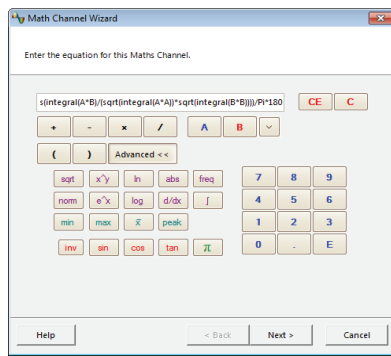 Math Channel Wizard
Enter the equation for this Maths Channel.
s(integral(A*B)/(sqrt(integral(A*A))*sqrt(integral(B*B))))/Pi*180 CE C
+ - × / A B
( ) Advanced <<
sqrt x^y ln abs freq 7 8 9
norm e^x log d/dx ∫ 4 5 6
min max x̅ peak 1 2 3
inv sin cos tan π 0 . E
Help < Back Next > Cancel